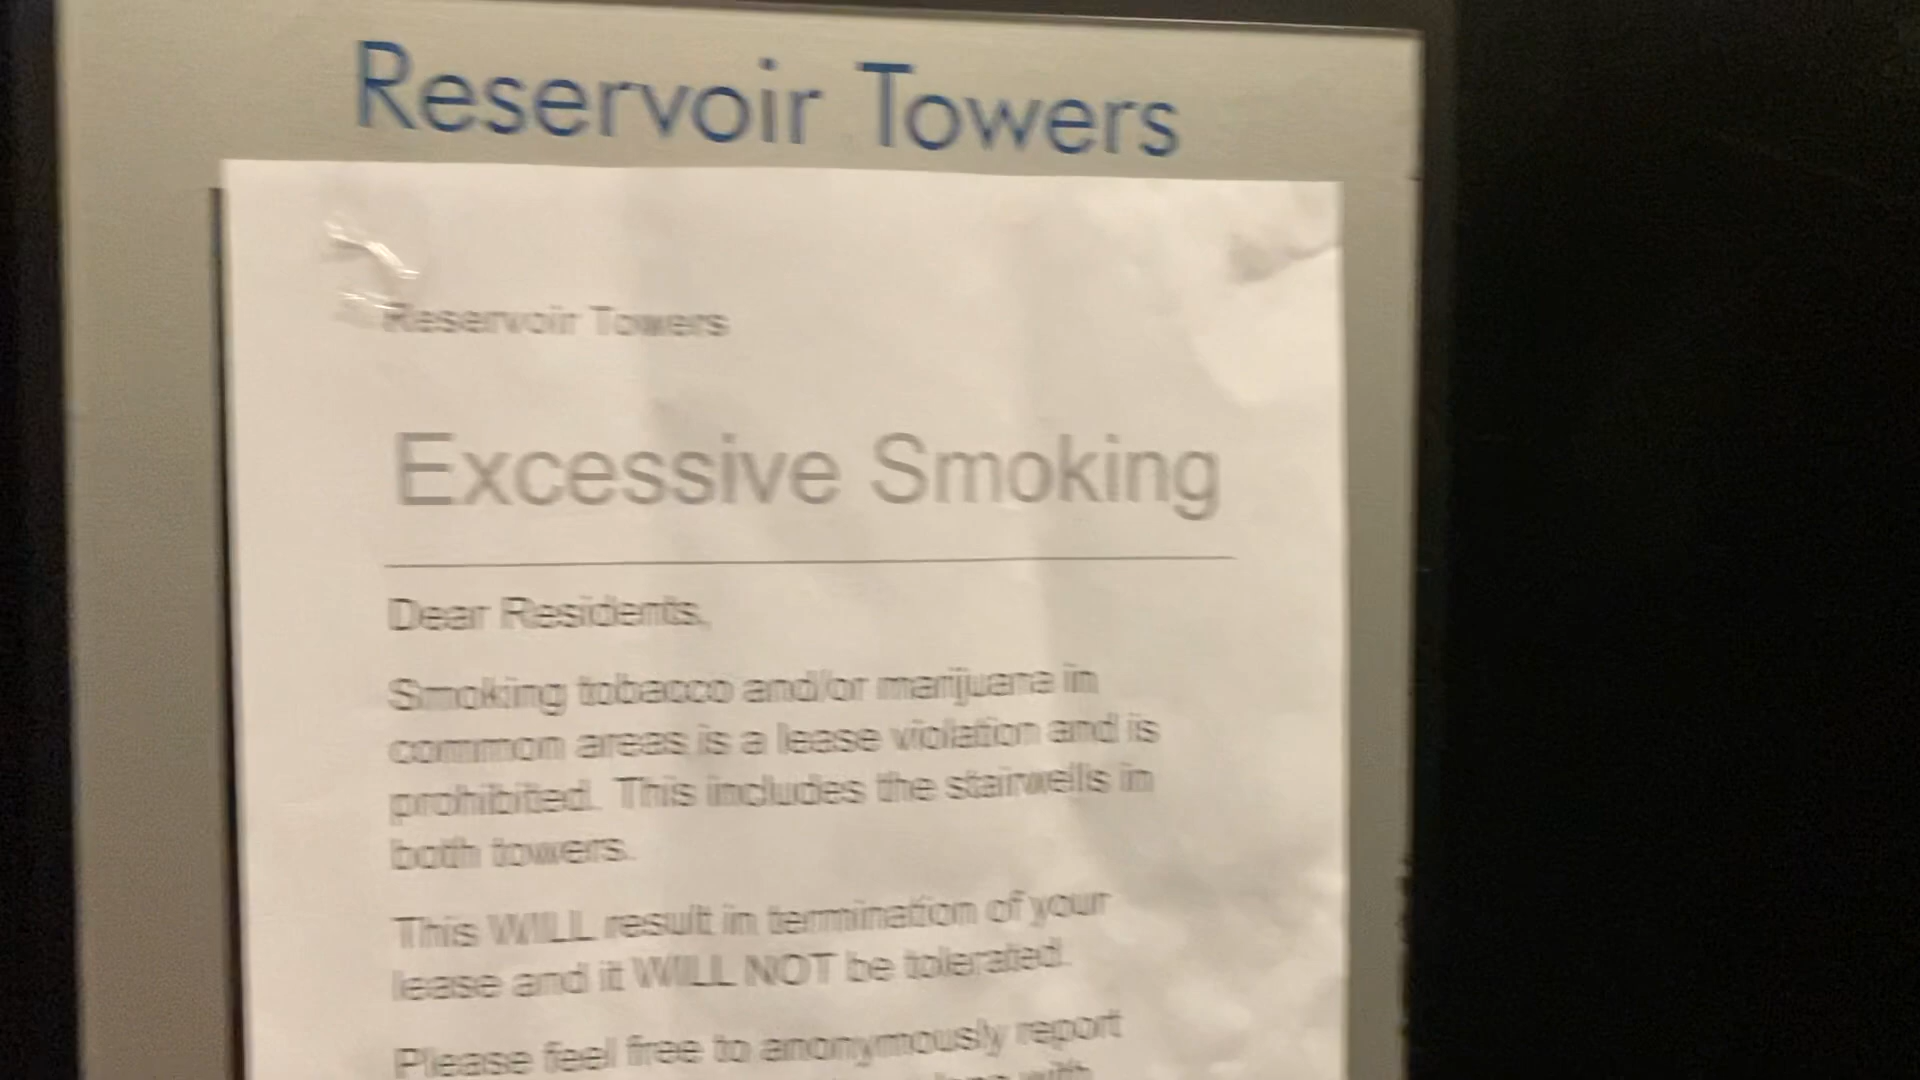 Reservoir Towers
Reservoir Towers
Excessive Smoking
Dear Residents,
Smoking tobacco and/or marijuana in
common areas is a lease violation and is
prohibited. This includes the stairwells in
both towers.
This WILL result in termination of your
lease and it WILL NOT be tolerated.
Please feel free to anonymously report
with